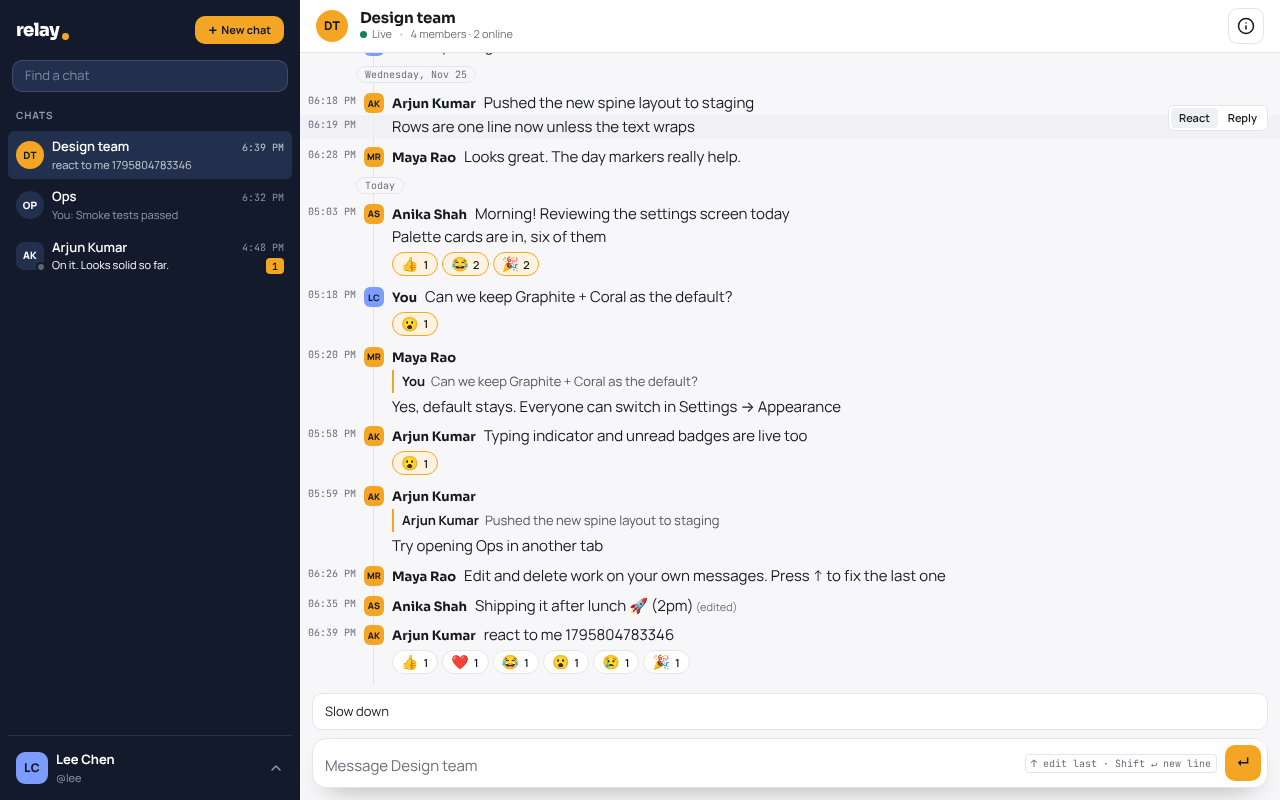 relay.
+ New chat
Find a chat
CHATS
DT
Design team
6:39 PM
react to me 1795804783346
OP
Ops
6:32 PM
You: Smoke tests passed
AK
Arjun Kumar
4:48 PM
On it. Looks solid so far.
1
LC
Lee Chen
@lee
DT
Design team
Live · 4 members · 2 online
Wednesday, Nov 25
06:18 PM AK Arjun Kumar Pushed the new spine layout to staging
06:19 PM Rows are one line now unless the text wraps
React Reply
06:28 PM MR Maya Rao Looks great. The day markers really help.
Today
05:03 PM AS Anika Shah Morning! Reviewing the settings screen today
Palette cards are in, six of them
👍 1 😂 2 🎉 2
05:18 PM LC You Can we keep Graphite + Coral as the default?
😮 1
05:20 PM MR Maya Rao
You Can we keep Graphite + Coral as the default?
Yes, default stays. Everyone can switch in Settings → Appearance
05:58 PM AK Arjun Kumar Typing indicator and unread badges are live too
😮 1
05:59 PM AK Arjun Kumar
Arjun Kumar Pushed the new spine layout to staging
Try opening Ops in another tab
06:26 PM MR Maya Rao Edit and delete work on your own messages. Press ↑ to fix the last one
06:35 PM AS Anika Shah Shipping it after lunch 🚀 (2pm) (edited)
06:39 PM AK Arjun Kumar react to me 1795804783346
👍 1 ❤️ 1 😂 1 😮 1 😢 1 🎉 1
Slow down
Message Design team
↑ edit last · Shift ↵ new line